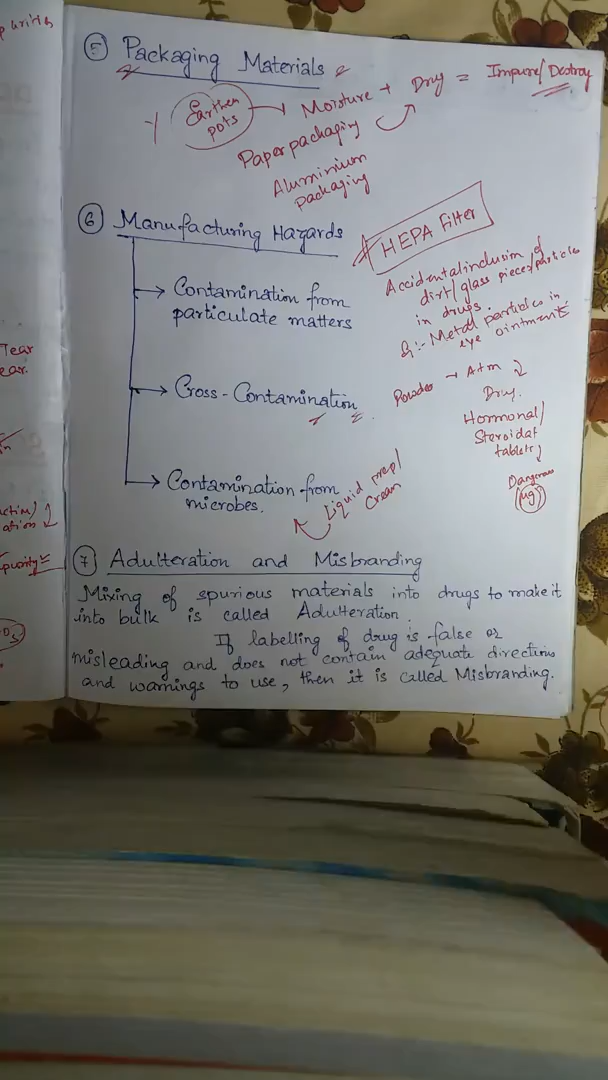 ⑤ Packaging Materials
Earthen pots → Moisture + Drug = Impure/Destroy
Paper packaging
Aluminium Packaging
⑥ Manufacturing Hazards
* HEPA Filter
→ Contamination from
particulate matters
Accidental inclusion of
dirt/glass pieces/particles
in drugs
Metal particles in
eye ointments
→ Cross-Contamination
Powder → Atm
Drug
Hormonal/
Steroidal
tablets
Dangerous
(μg)
→ Contamination from
microbes.
Liquid prep/
Cream
⑦ Adulteration and Misbranding
Mixing of spurious materials into drugs to make it
into bulk is called Adulteration.
If labelling of drug is false or
misleading and does not contain adequate directions
and warnings to use, then it is called Misbranding.